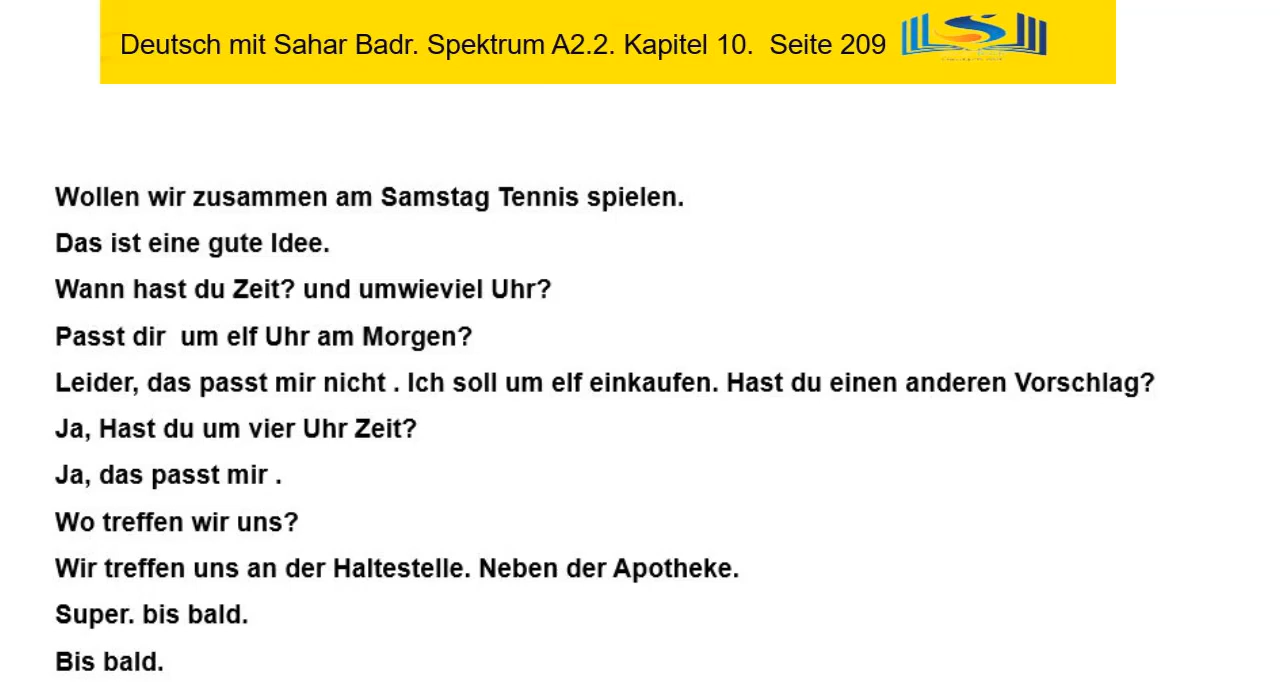 Deutsch mit Sahar Badr. Spektrum A2.2. Kapitel 10.  Seite 209
Wollen wir zusammen am Samstag Tennis spielen.
Das ist eine gute Idee.
Wann hast du Zeit? und umwieviel Uhr?
Passt dir  um elf Uhr am Morgen?
Leider, das passt mir nicht . Ich soll um elf einkaufen. Hast du einen anderen Vorschlag?
Ja, Hast du um vier Uhr Zeit?
Ja, das passt mir .
Wo treffen wir uns?
Wir treffen uns an der Haltestelle. Neben der Apotheke.
Super. bis bald.
Bis bald.